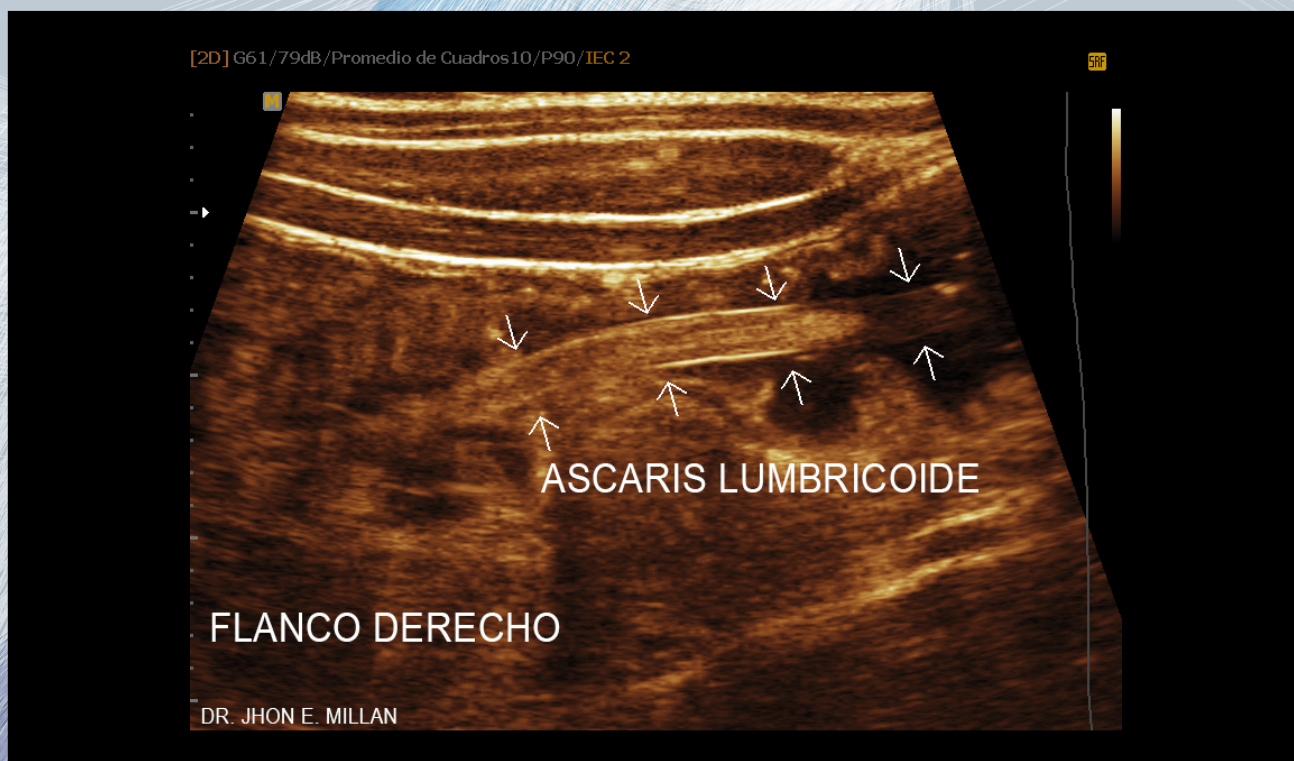 [2D] G61/79dB/Promedio de Cuadros10/P90/IEC 2
SRF
M
ASCARIS LUMBRICOIDE
FLANCO DERECHO
DR. JHON E. MILLAN